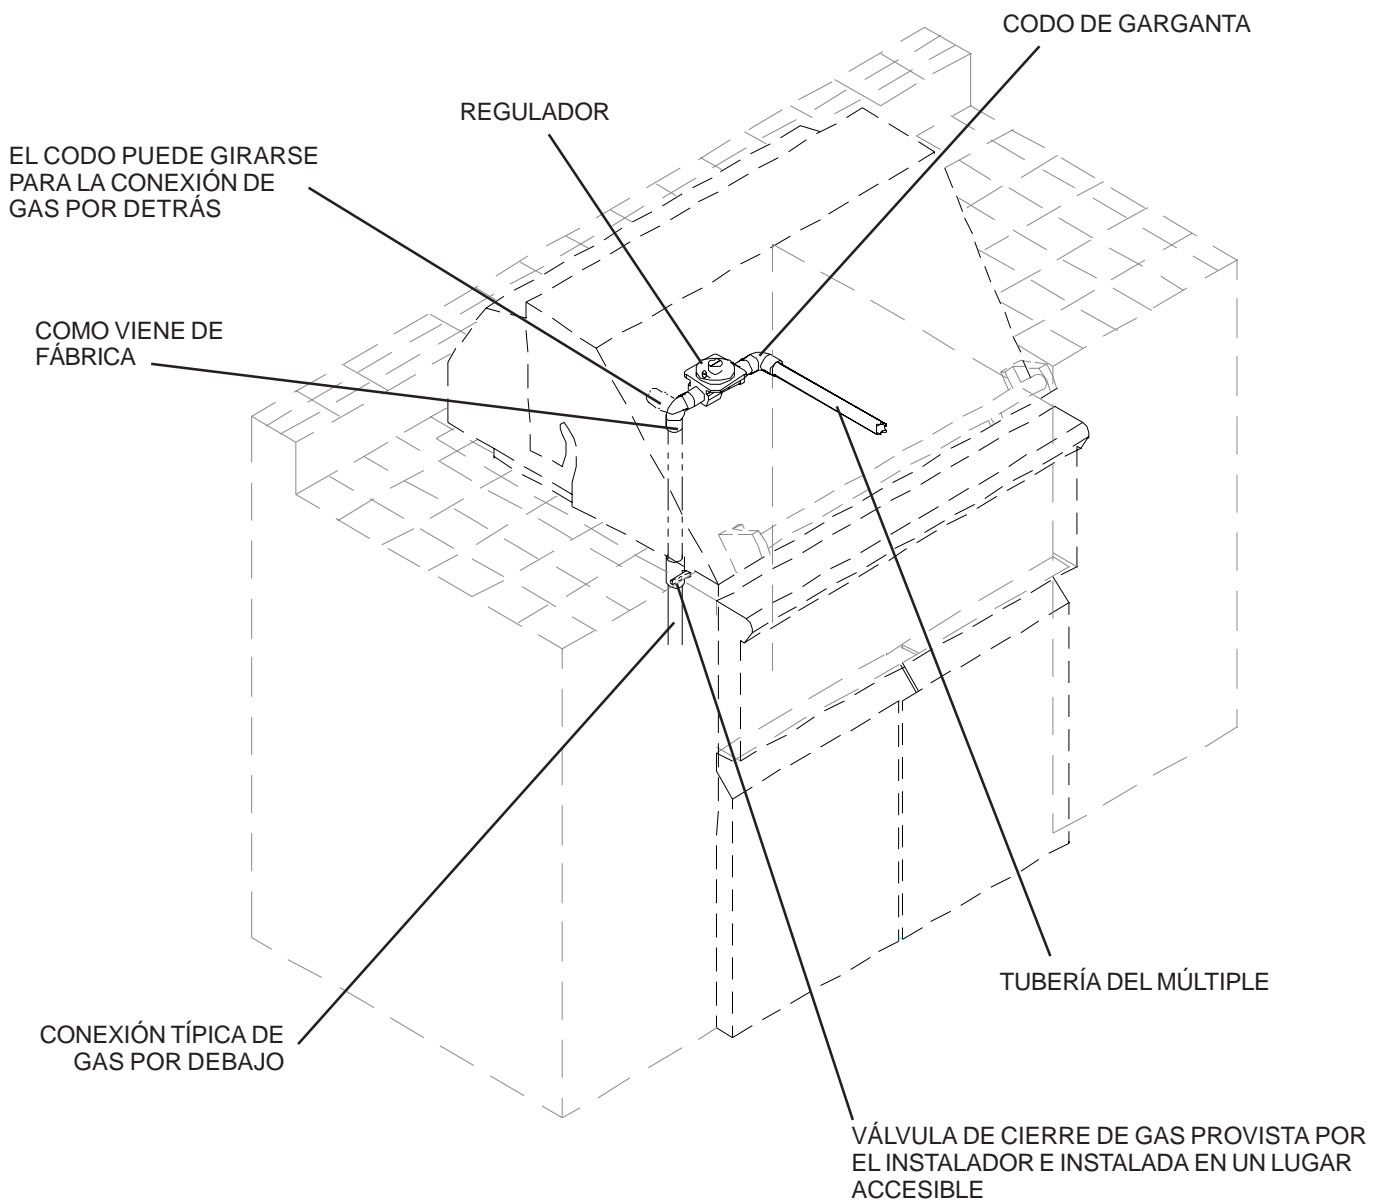 CODO DE GARGANTA
REGULADOR
EL CODO PUEDE GIRARSE
PARA LA CONEXIÓN DE
GAS POR DETRÁS
COMO VIENE DE
FÁBRICA
TUBERÍA DEL MÚLTIPLE
CONEXIÓN TÍPICA DE
GAS POR DEBAJO
VÁLVULA DE CIERRE DE GAS PROVISTA POR
EL INSTALADOR E INSTALADA EN UN LUGAR
ACCESIBLE